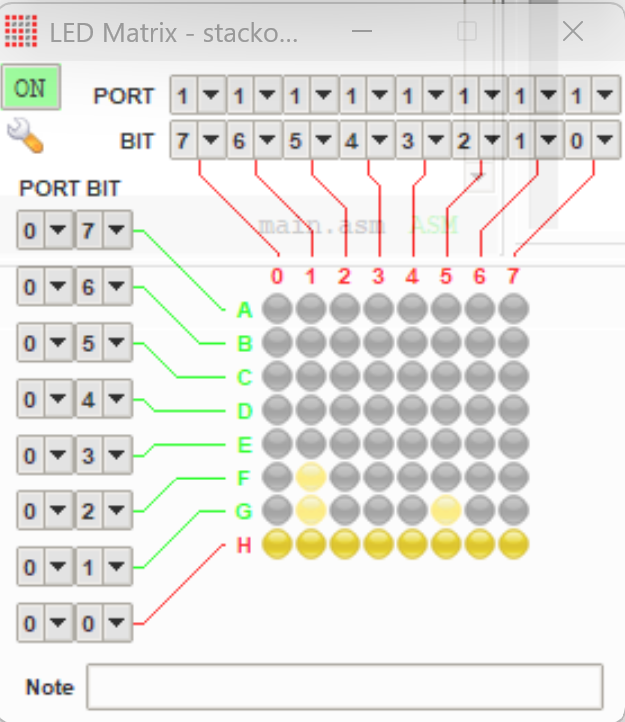 LED Matrix - stacko...
ON
PORT 1 1 1 1 1 1 1 1
BIT 7 6 5 4 3 2 1 0
PORT BIT
main.asm ASM
0 7
0 1 2 3 4 5 6 7
A
0 6
B
0 5
C
0 4
D
0 3
E
F
0 2
G
H
0 1
0 0
Note